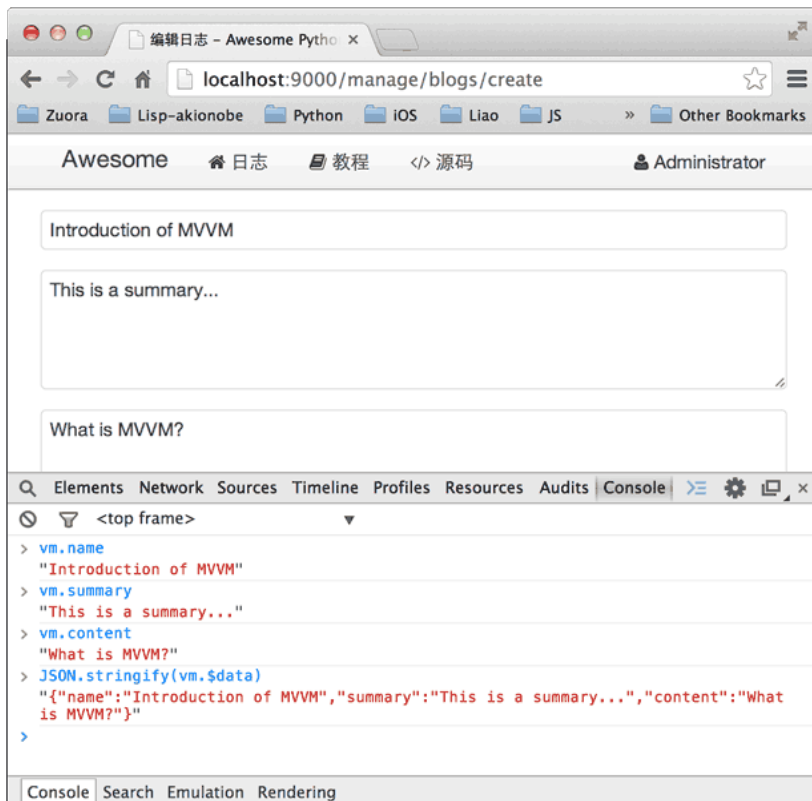 编辑日志 – Awesome Pytho
localhost:9000/manage/blogs/create
Zuora Lisp-akionobe Python iOS Liao JS » Other Bookmarks
Awesome 日志 教程 </> 源码 Administrator
Introduction of MVVM
This is a summary...
What is MVVM?
Elements Network Sources Timeline Profiles Resources Audits Console
<top frame>
> vm.name
"Introduction of MVVM"
> vm.summary
"This is a summary..."
> vm.content
"What is MVVM?"
> JSON.stringify(vm.$data)
"{"name":"Introduction of MVVM","summary":"This is a summary...","content":"What
is MVVM?"}"
>
Console Search Emulation Rendering